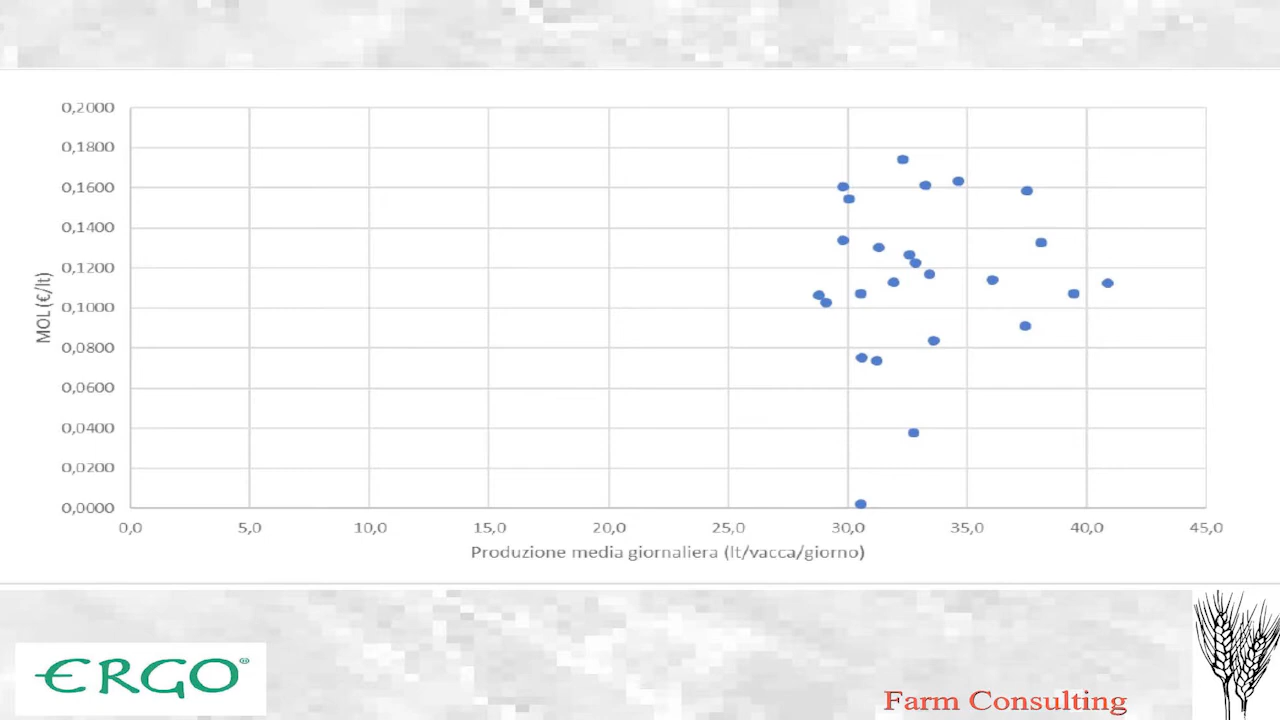 0,2000
0,1800
0,1600
0,1400
0,1200
0,1000
0,0800
0,0600
0,0400
0,0200
0,0000
MOL (€/lt)
0,0 5,0 10,0 15,0 20,0 25,0 30,0 35,0 40,0 45,0
Produzione media giornaliera (lt/vacca/giorno)
ERGO®
Farm Consulting